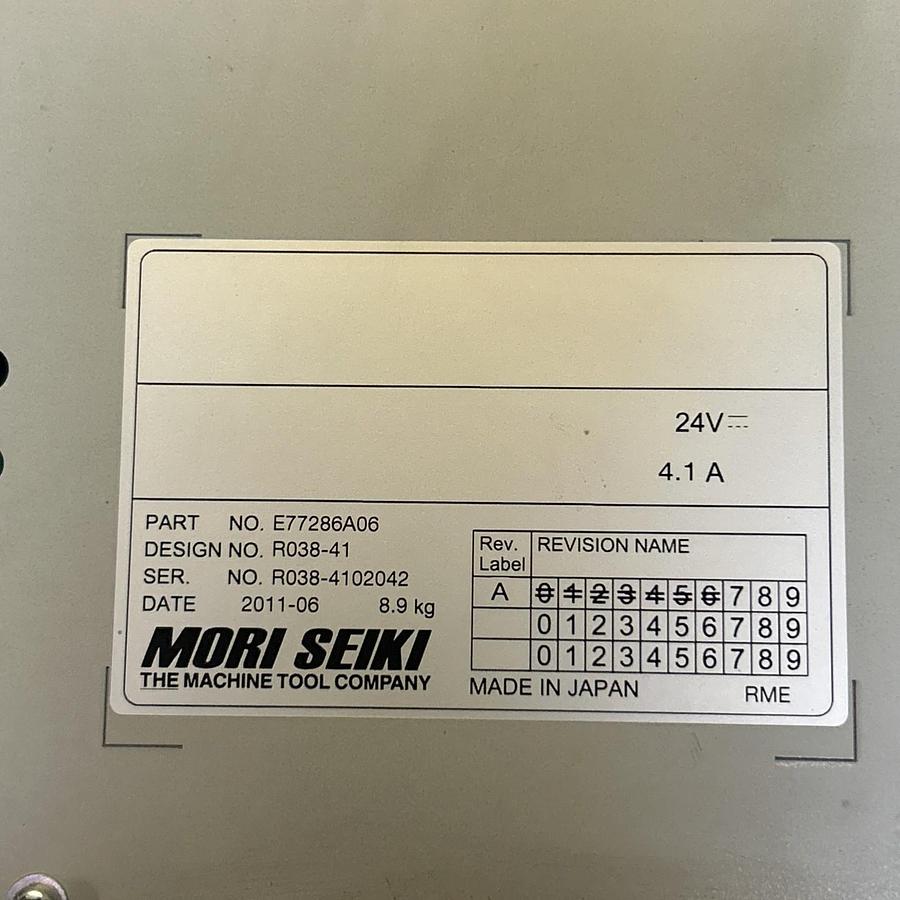 24V⎓
4.1 A
PART NO. E77286A06
DESIGN NO. R038-41
SER. NO. R038-4102042
DATE 2011-06 8.9 kg
MORI SEIKI
THE MACHINE TOOL COMPANY
Rev. Label REVISION NAME
A 0 1 2 3 4 5 6 7 8 9
0 1 2 3 4 5 6 7 8 9
0 1 2 3 4 5 6 7 8 9
MADE IN JAPAN RME